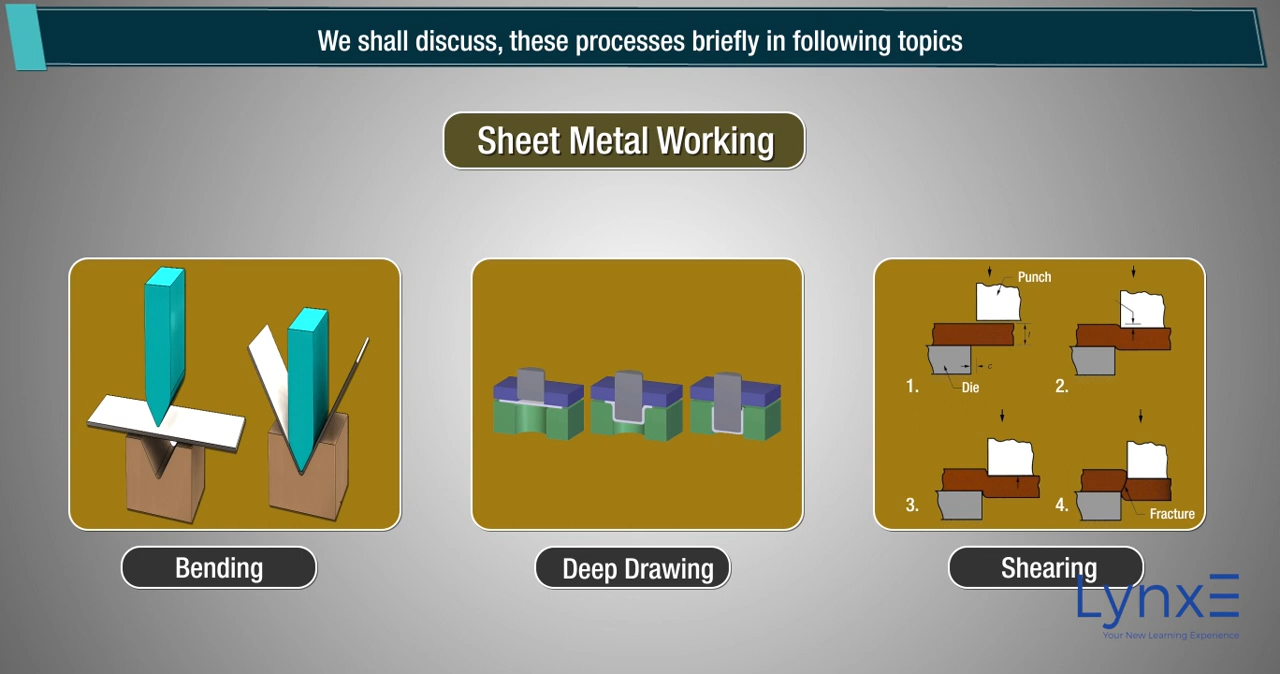 We shall discuss, these processes briefly in following topics
Sheet Metal Working
Punch
t
c
1.
Die
2.
3.
4.
Fracture
Bending
Deep Drawing
Shearing
LynxE
Your New Learning Experience